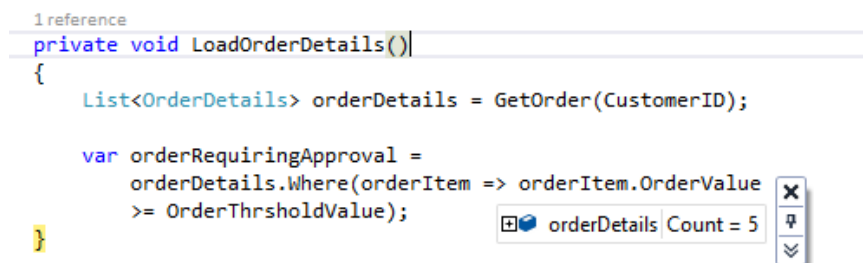 1 reference
private void LoadOrderDetails()
{
List<OrderDetails> orderDetails = GetOrder(CustomerID);
var orderRequiringApproval =
orderDetails.Where(orderItem => orderItem.OrderValue
>= OrderThrsholdValue);
orderDetails Count = 5
}